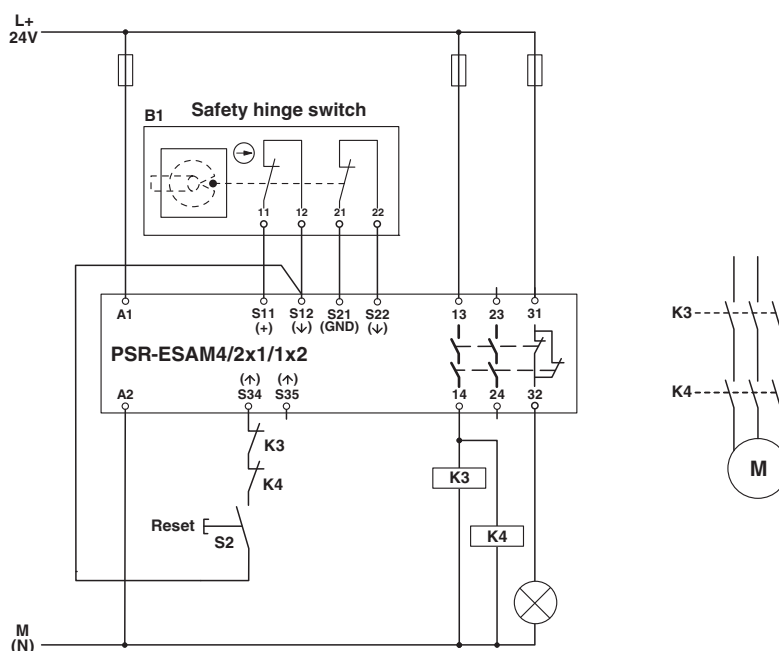 L+
24V
B1 Safety hinge switch
11 12 21 22
A1 S11 S12 S21 S22 13 23 31
(+) (↓) (GND) (↓)
PSR-ESAM4/2x1/1x2
(↑) (↑)
A2 S34 S35 14 24 32
K3
K4
Reset
S2
K3
K4
M
(N)
K3
K4
M